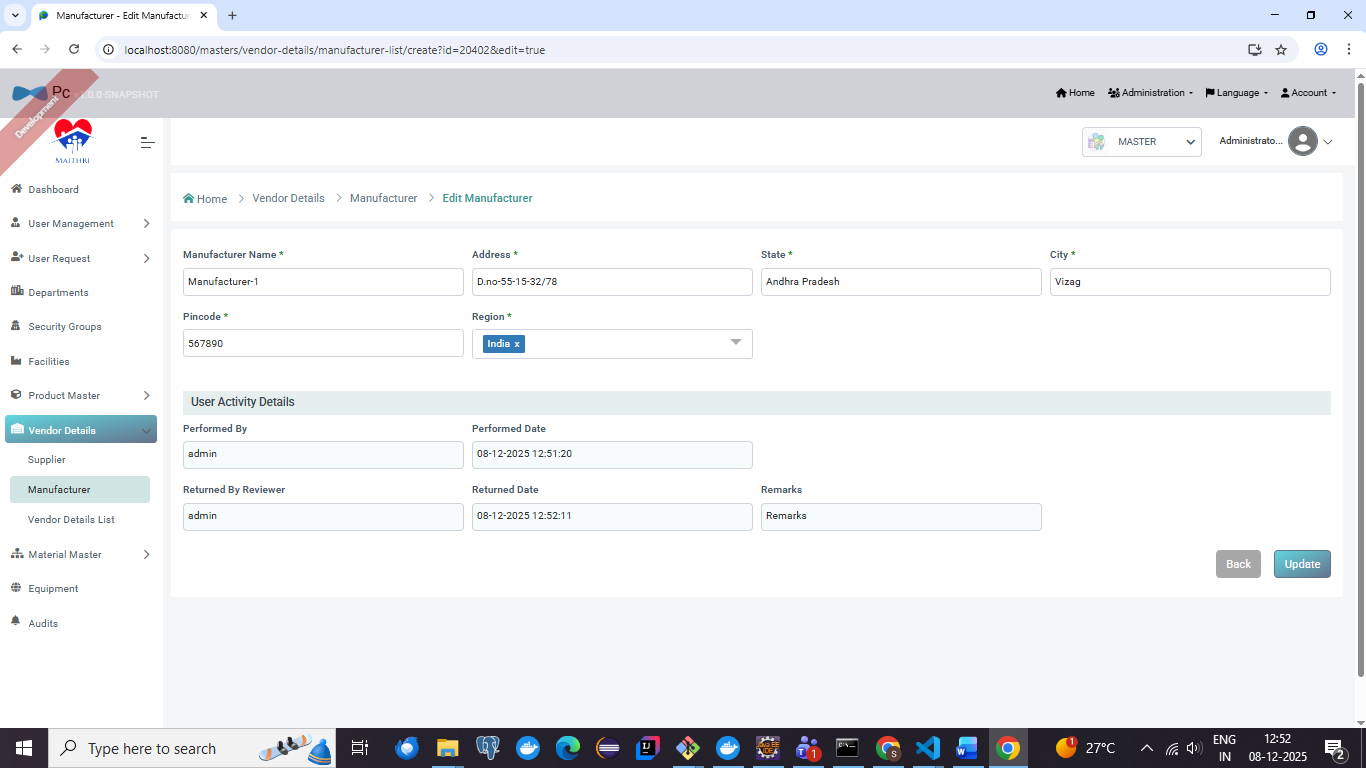 Manufacturer - Edit Manufactur
localhost:8080/masters/vendor-details/manufacturer-list/create?id=20402&edit=true
Pc v1.0.0-SNAPSHOT
Development
Home Administration Language Account
MAITHRI
MASTER Administrato...
Dashboard
User Management
User Request
Departments
Security Groups
Facilities
Product Master
Vendor Details
Supplier
Manufacturer
Vendor Details List
Material Master
Equipment
Audits
Home Vendor Details Manufacturer Edit Manufacturer
Manufacturer Name * Address * State * City *
Manufacturer-1 D.no-55-15-32/78 Andhra Pradesh Vizag
Pincode * Region *
567890 India x
User Activity Details
Performed By Performed Date
admin 08-12-2025 12:51:20
Returned By Reviewer Returned Date Remarks
admin 08-12-2025 12:52:11 Remarks
Back Update
Type here to search
27°C
ENG
IN
12:52
08-12-2025
2